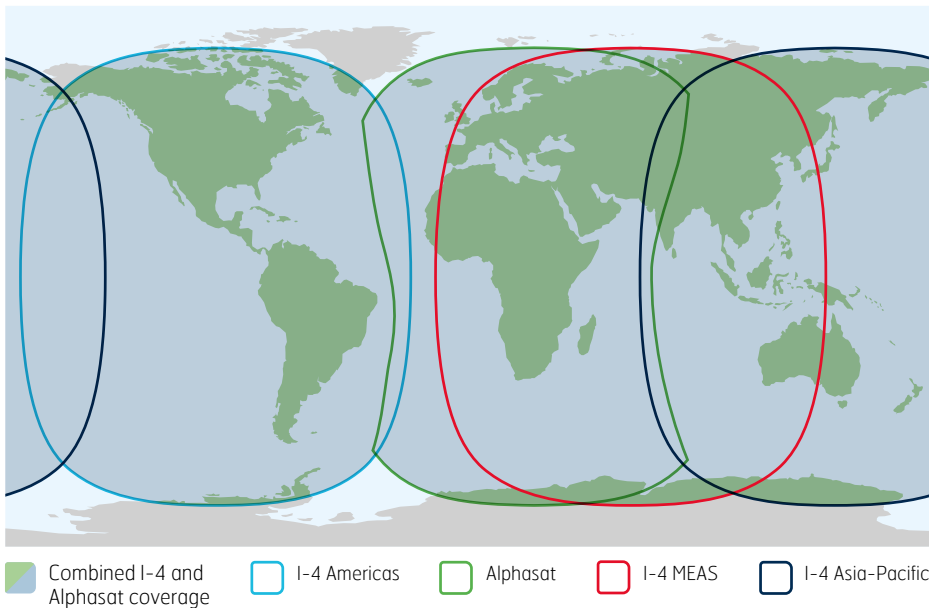 Combined I-4 and
Alphasat coverage
I-4 Americas
Alphasat
I-4 MEAS
I-4 Asia-Pacific